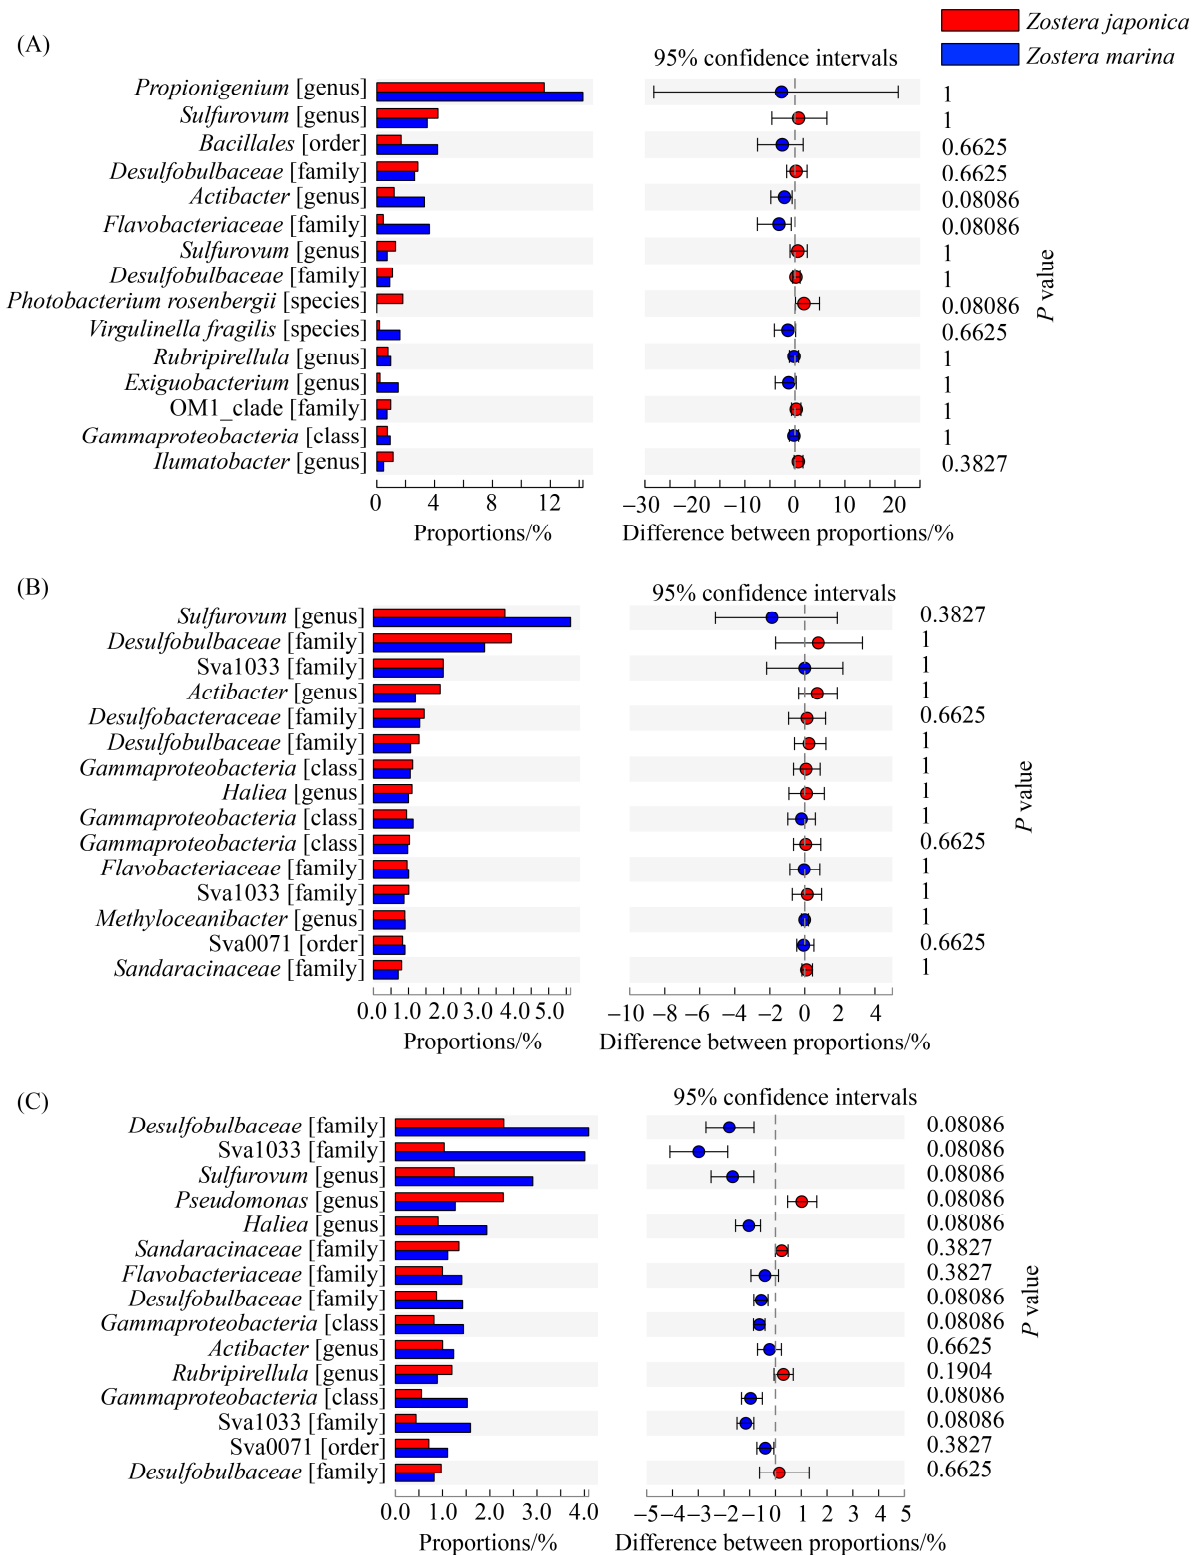 Zostera japonica
Zostera marina
(A)
95% confidence intervals
Propionigenium [genus] 1
Sulfurovum [genus] 1
Bacillales [order] 0.6625
Desulfobulbaceae [family] 0.6625
Actibacter [genus] 0.08086
Flavobacteriaceae [family] 0.08086
Sulfurovum [genus] 1
Desulfobulbaceae [family] 1
Photobacterium rosenbergii [species] 0.08086
Virgulinella fragilis [species] 0.6625
Rubripirellula [genus] 1
Exiguobacterium [genus] 1
OM1_clade [family] 1
Gammaproteobacteria [class] 1
Ilumatobacter [genus] 0.3827
P value
0 4 8 12 −30 −20 −10 0 10 20
Proportions/% Difference between proportions/%
(B)
95% confidence intervals
Sulfurovum [genus] 0.3827
Desulfobulbaceae [family] 1
Sva1033 [family] 1
Actibacter [genus] 1
Desulfobacteraceae [family] 0.6625
Desulfobulbaceae [family] 1
Gammaproteobacteria [class] 1
Haliea [genus] 1
Gammaproteobacteria [class] 1
Gammaproteobacteria [class] 0.6625
Flavobacteriaceae [family] 1
Sva1033 [family] 1
Methyloceanibacter [genus] 1
Sva0071 [order] 0.6625
Sandaracinaceae [family] 1
P value
0.0 1.0 2.0 3.0 4.0 5.0 −10 −8 −6 −4 −2 0 2 4
Proportions/% Difference between proportions/%
(C)
95% confidence intervals
Desulfobulbaceae [family] 0.08086
Sva1033 [family] 0.08086
Sulfurovum [genus] 0.08086
Pseudomonas [genus] 0.08086
Haliea [genus] 0.08086
Sandaracinaceae [family] 0.3827
Flavobacteriaceae [family] 0.3827
Desulfobulbaceae [family] 0.08086
Gammaproteobacteria [class] 0.08086
Actibacter [genus] 0.6625
Rubripirellula [genus] 0.1904
Gammaproteobacteria [class] 0.08086
Sva1033 [family] 0.08086
Sva0071 [order] 0.3827
Desulfobulbaceae [family] 0.6625
P value
0.0 1.0 2.0 3.0 4.0 −5 −4 −3 −2 −1 0 1 2 3 4 5
Proportions/% Difference between proportions/%